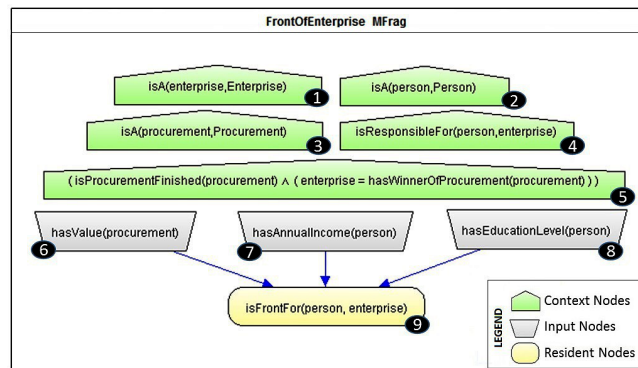 FrontOfEnterprise MFrag
isA(enterprise,Enterprise)
1
isA(person,Person)
2
isA(procurement,Procurement)
3
isResponsibleFor(person,enterprise)
4
( isProcurementFinished(procurement) ∧ ( enterprise = hasWinnerOfProcurement(procurement) ) )
5
hasValue(procurement)
6
hasAnnualIncome(person)
7
hasEducationLevel(person)
8
isFrontFor(person, enterprise)
9
LEGEND
Context Nodes
Input Nodes
Resident Nodes